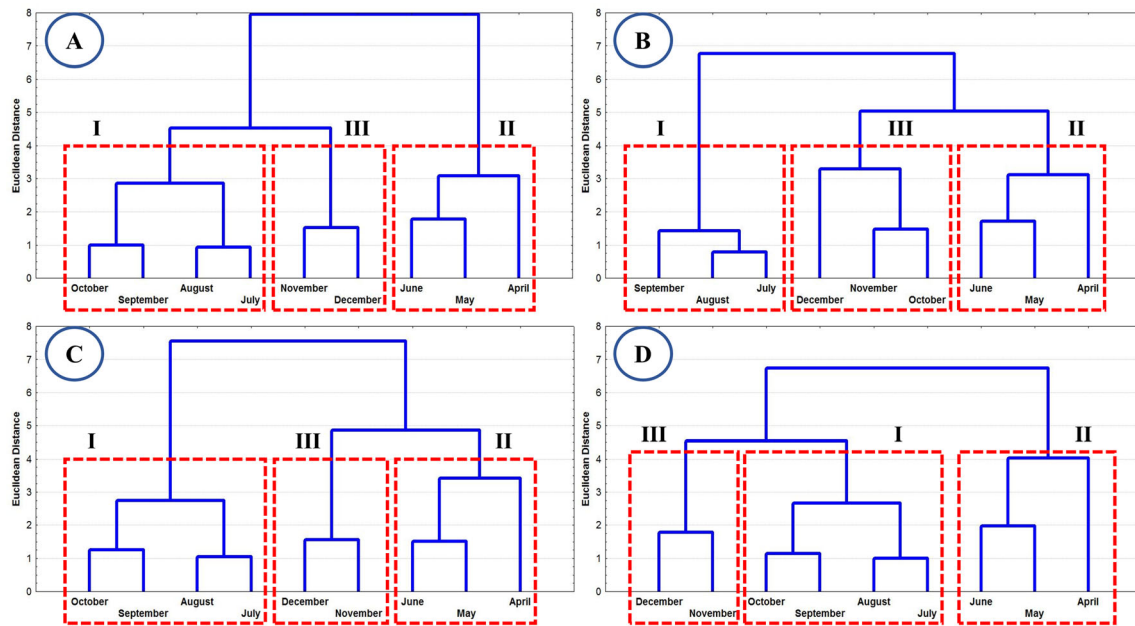 A
Euclidean Distance
8
7
6
5
4
3
2
1
0
I
III
II
October
September
August
July
November
December
June
May
April
B
Euclidean Distance
8
7
6
5
4
3
2
1
0
I
III
II
September
August
July
December
November
October
June
May
April
C
Euclidean Distance
8
7
6
5
4
3
2
1
0
I
III
II
October
September
August
July
December
November
June
May
April
D
Euclidean Distance
8
7
6
5
4
3
2
1
0
III
I
II
December
November
October
September
August
July
June
May
April